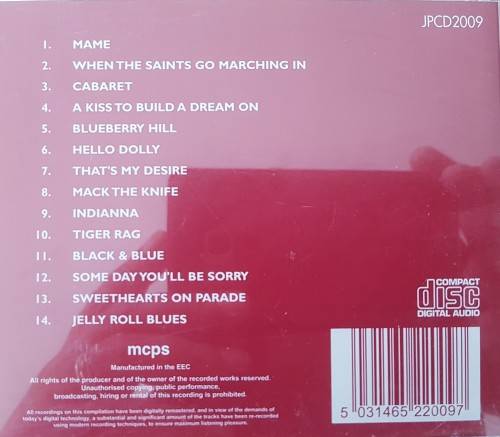 JPCD2009
1. MAME
2. WHEN THE SAINTS GO MARCHING IN
3. CABARET
4. A KISS TO BUILD A DREAM ON
5. BLUEBERRY HILL
6. HELLO DOLLY
7. THAT'S MY DESIRE
8. MACK THE KNIFE
9. INDIANNA
10. TIGER RAG
11. BLACK & BLUE
12. SOME DAY YOU'LL BE SORRY
13. SWEETHEARTS ON PARADE
14. JELLY ROLL BLUES
COMPACT
disc
DIGITAL AUDIO
mcps
Manufactured in the EEC
All rights of the producer and of the owner of the recorded works reserved.
Unauthorised copying, public performance,
broadcasting, hiring or rental of this recording is prohibited.
All recordings on this compilation have been digitally remastered, and in view of the demands of
today's digital technology, a substantial and significant amount of the tracks have been re-recorded
using modern recording techniques, to ensure maximum listening pleasure.
5 031465 220097